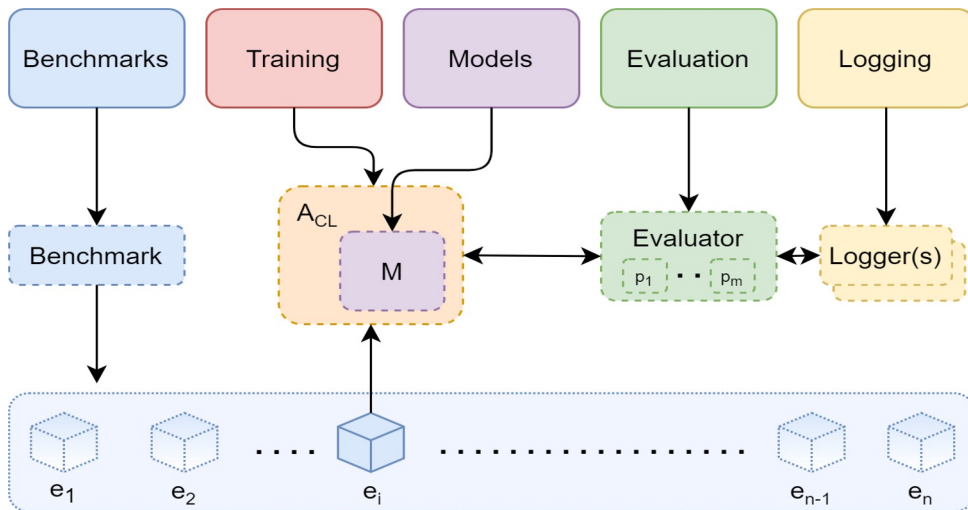 Benchmarks
Training
Models
Evaluation
Logging
A_CL
M
Benchmark
Evaluator
p_1 . . p_m
Logger(s)
e_1
e_2
. . . .
e_i
. . . . . . . . . . . . . . . . . .
e_n-1
e_n